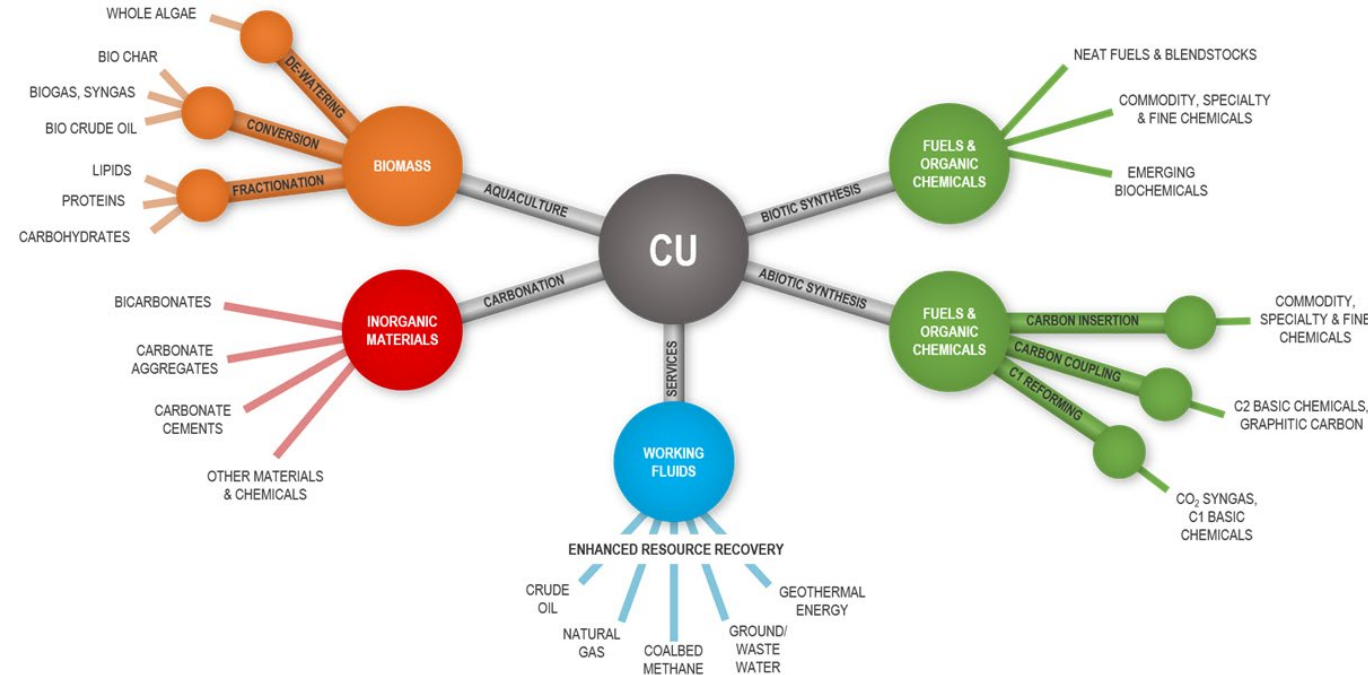 WHOLE ALGAE
DE-WATERING
BIO CHAR
BIOGAS, SYNGAS
BIO CRUDE OIL
CONVERSION
LIPIDS
PROTEINS
CARBOHYDRATES
FRACTIONATION
BIOMASS
AQUACULTURE
CU
BIOTIC SYNTHESIS
FUELS &
ORGANIC
CHEMICALS
NEAT FUELS & BLENDSTOCKS
COMMODITY, SPECIALTY
& FINE CHEMICALS
EMERGING
BIOCHEMICALS
CARBONATION
INORGANIC
MATERIALS
BICARBONATES
CARBONATE
AGGREGATES
CARBONATE
CEMENTS
OTHER MATERIALS
& CHEMICALS
ABIOTIC SYNTHESIS
FUELS &
ORGANIC
CHEMICALS
CARBON INSERTION
COMMODITY,
SPECIALTY & FINE
CHEMICALS
CARBON COUPLING
C2 BASIC CHEMICALS,
GRAPHITIC CARBON
C1 REFORMING
CO₂ SYNGAS,
C1 BASIC
CHEMICALS
SERVICES
WORKING
FLUIDS
ENHANCED RESOURCE RECOVERY
CRUDE
OIL
NATURAL
GAS
COALBED
METHANE
GROUND/
WASTE
WATER
GEOTHERMAL
ENERGY